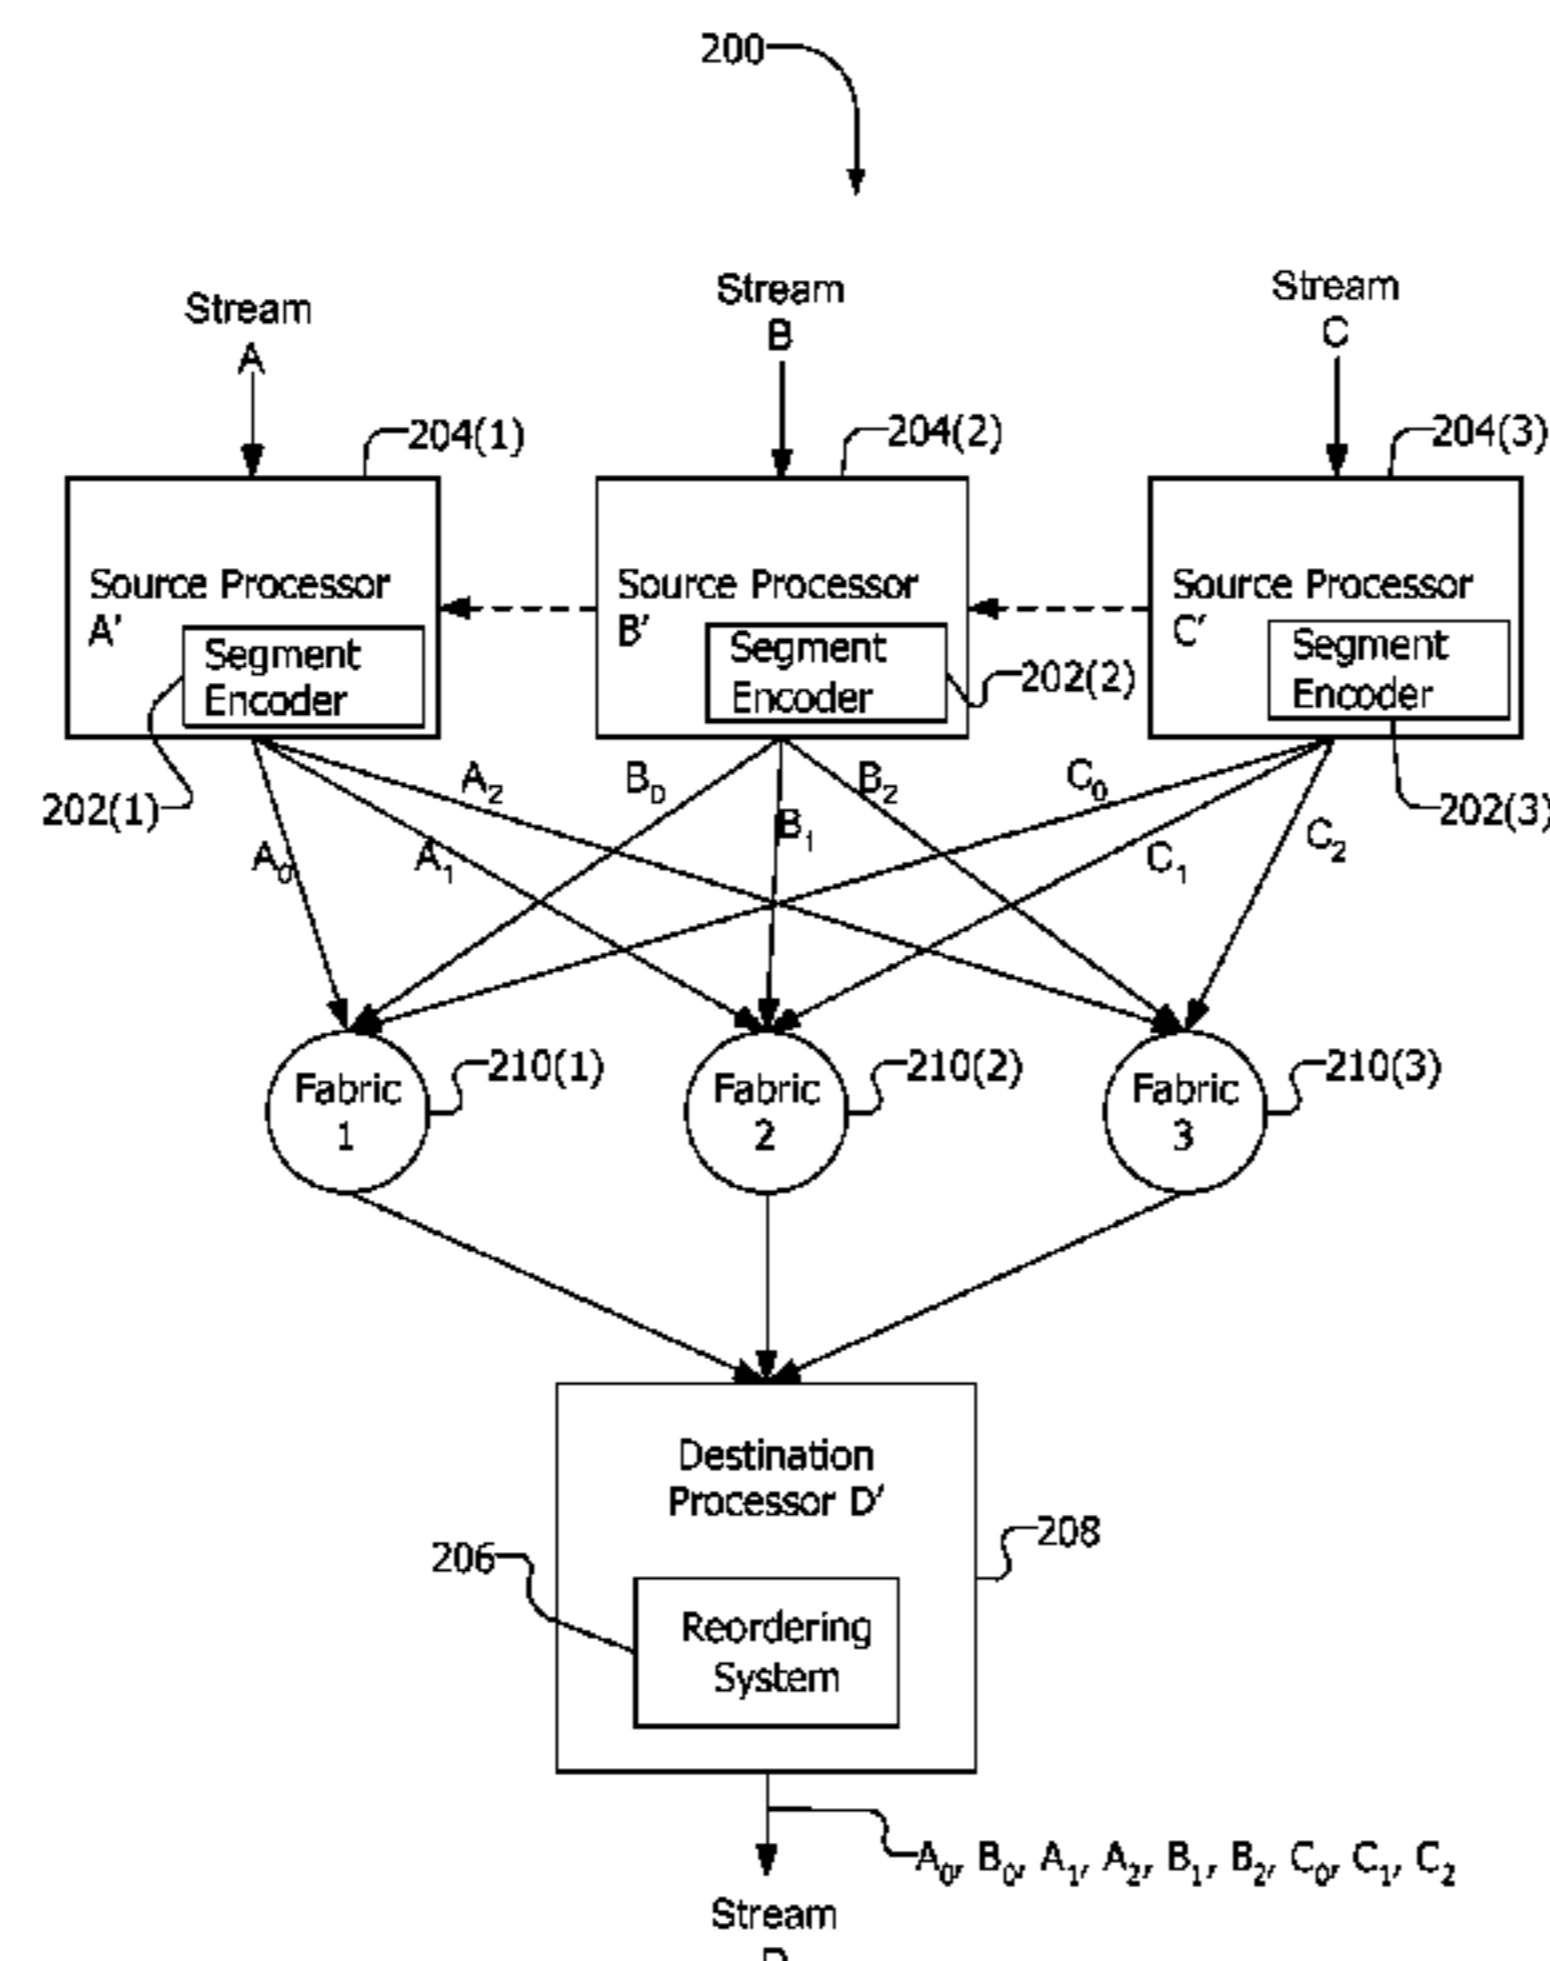 200
Stream
A
Stream
B
Stream
C
204(1)
204(2)
204(3)
Source Processor
A'
Segment
Encoder
Source Processor
B'
Segment
Encoder
Source Processor
C'
Segment
Encoder
202(1)
202(2)
202(3)
A2
B0
B2
C0
A0
A1
B1
C1
C2
Fabric
1
210(1)
Fabric
2
210(2)
Fabric
3
210(3)
Destination
Processor D'
206
208
Reordering
System
A0, B0, A1, A2, B1, B2, C0, C1, C2
Stream